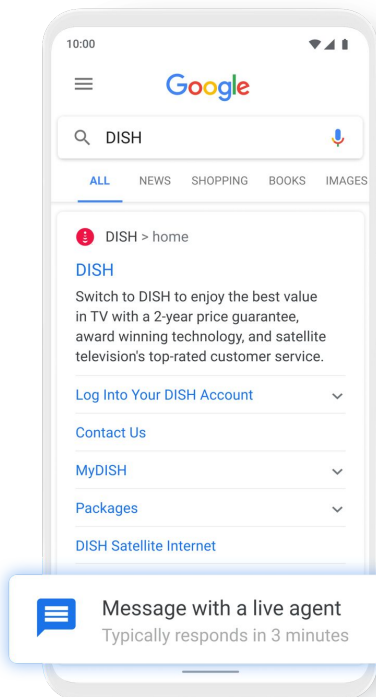 10:00
Google
DISH
ALL NEWS SHOPPING BOOKS IMAGES
DISH > home
DISH
Switch to DISH to enjoy the best value
in TV with a 2-year price guarantee,
award winning technology, and satellite
television's top-rated customer service.
Log Into Your DISH Account
Contact Us
MyDISH
Packages
DISH Satellite Internet
Message with a live agent
Typically responds in 3 minutes